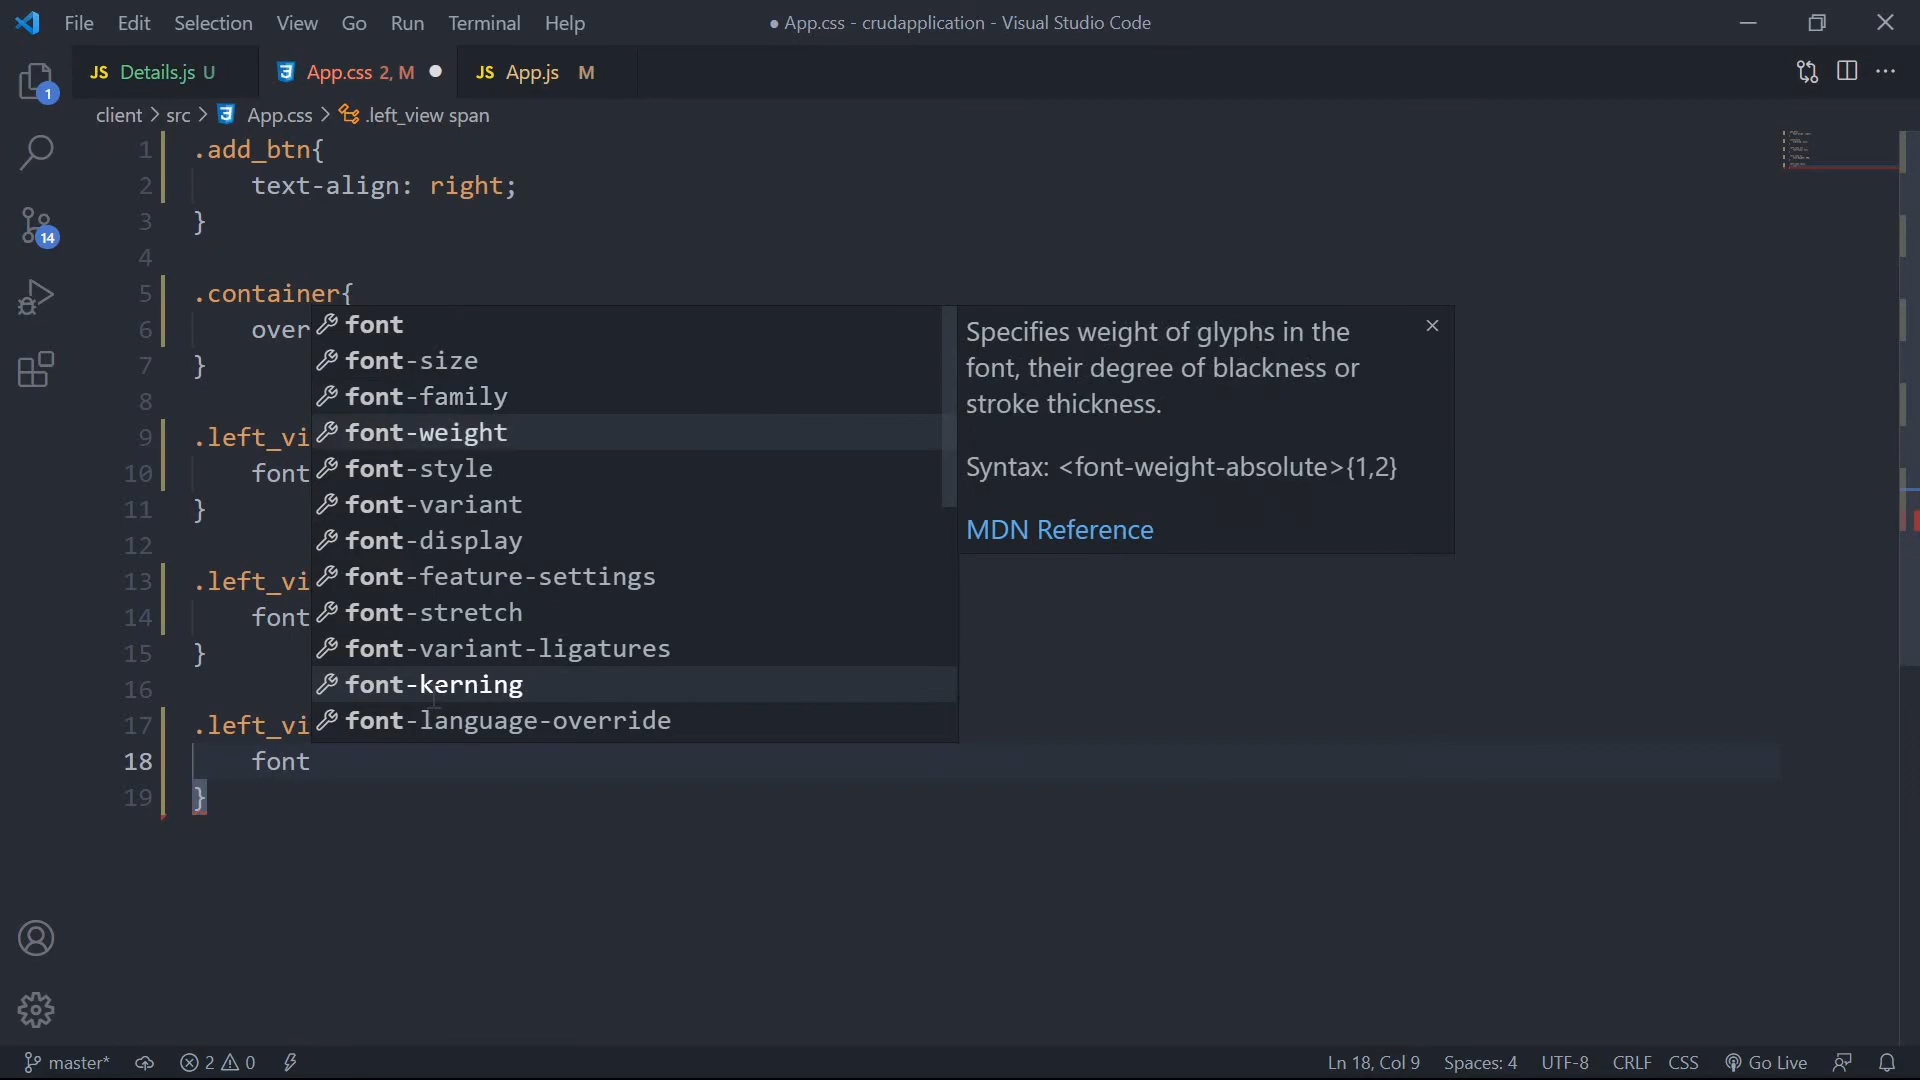 File Edit Selection View Go Run Terminal Help ● App.css - crudapplication - Visual Studio Code
JS Details.js U App.css 2, M ● JS App.js M
1
client > src > App.css > .left_view span
1 .add_btn{
2 text-align: right;
3 }
4
5 .container{
6 over
7 }
8
9 .left_vi
10 font
11 }
12
13 .left_vi
14 font
15 }
16
17 .left_vi
18 font
19 }
font
font-size
font-family
font-weight
font-style
font-variant
font-display
font-feature-settings
font-stretch
font-variant-ligatures
font-kerning
font-language-override
Specifies weight of glyphs in the
font, their degree of blackness or
stroke thickness.
Syntax: <font-weight-absolute>{1,2}
MDN Reference
14
master* 2 0 Ln 18, Col 9 Spaces: 4 UTF-8 CRLF CSS Go Live